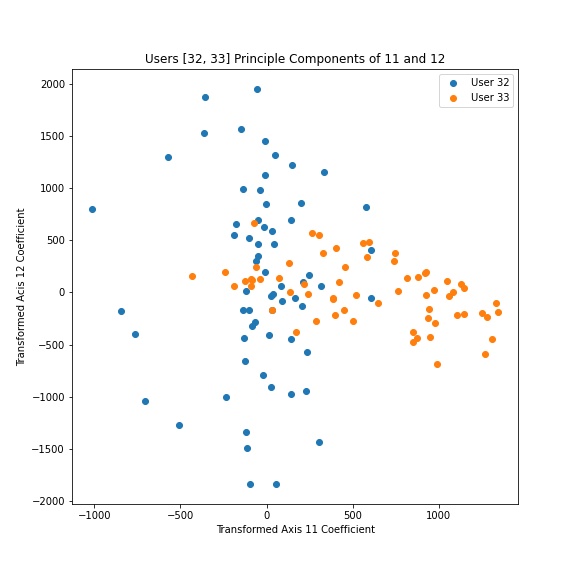 Users [32, 33] Principle Components of 11 and 12
User 32
User 33
Transformed Acis 12 Coefficient
2000
1500
1000
500
0
−500
−1000
−1500
−2000
−1000
−500
0
500
1000
Transformed Axis 11 Coefficient